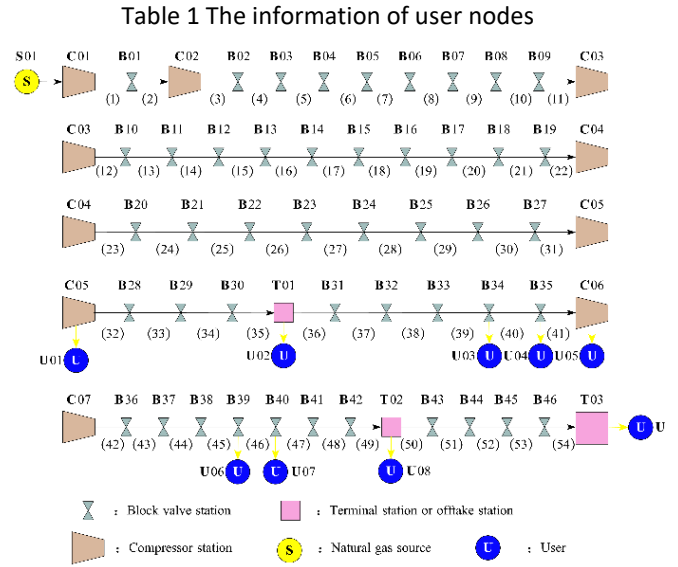 Table 1 The information of user nodes
S01 C01 B01 C02 B02 B03 B04 B05 B06 B07 B08 B09 C03
S
(1) (2) (3) (4) (5) (6) (7) (8) (9) (10) (11)
C03 B10 B11 B12 B13 B14 B15 B16 B17 B18 B19 C04
(12) (13) (14) (15) (16) (17) (18) (19) (20) (21) (22)
C04 B20 B21 B22 B23 B24 B25 B26 B27 C05
(23) (24) (25) (26) (27) (28) (29) (30) (31)
C05 B28 B29 B30 T01 B31 B32 B33 B34 B35 C06
(32) (33) (34) (35) (36) (37) (38) (39) (40) (41)
U01 U U02 U U03 U U04 U U05 U
C07 B36 B37 B38 B39 B40 B41 B42 T02 B43 B44 B45 B46 T03
U U
(42) (43) (44) (45) (46) (47) (48) (49) (50) (51) (52) (53) (54)
U06 U U U07 U U08
: Block valve station : Terminal station or offtake station
: Compressor station S : Natural gas source U : User